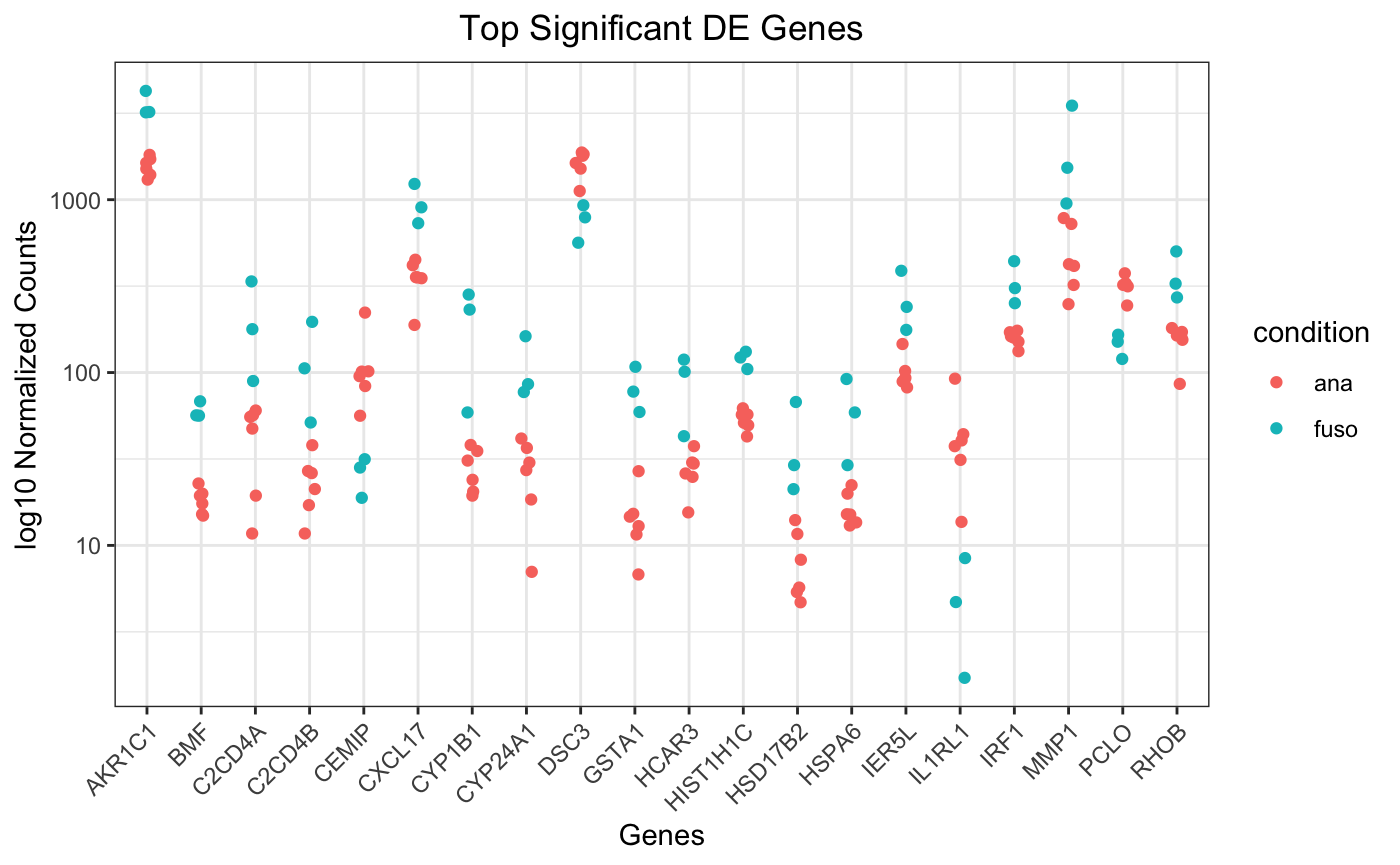 Top Significant DE Genes
log10 Normalized Counts
1000
100
10
AKR1C1
BMF
C2CD4A
C2CD4B
CEMIP
CXCL17
CYP1B1
CYP24A1
DSC3
GSTA1
HCAR3
HIST1H1C
HSD17B2
HSPA6
IER5L
IL1RL1
IRF1
MMP1
PCLO
RHOB
Genes
condition
ana
fuso